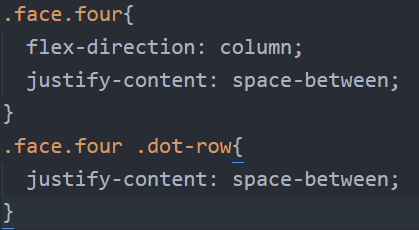 .face.four{
  flex-direction: column;
  justify-content: space-between;
}
.face.four .dot-row{
  justify-content: space-between;
}